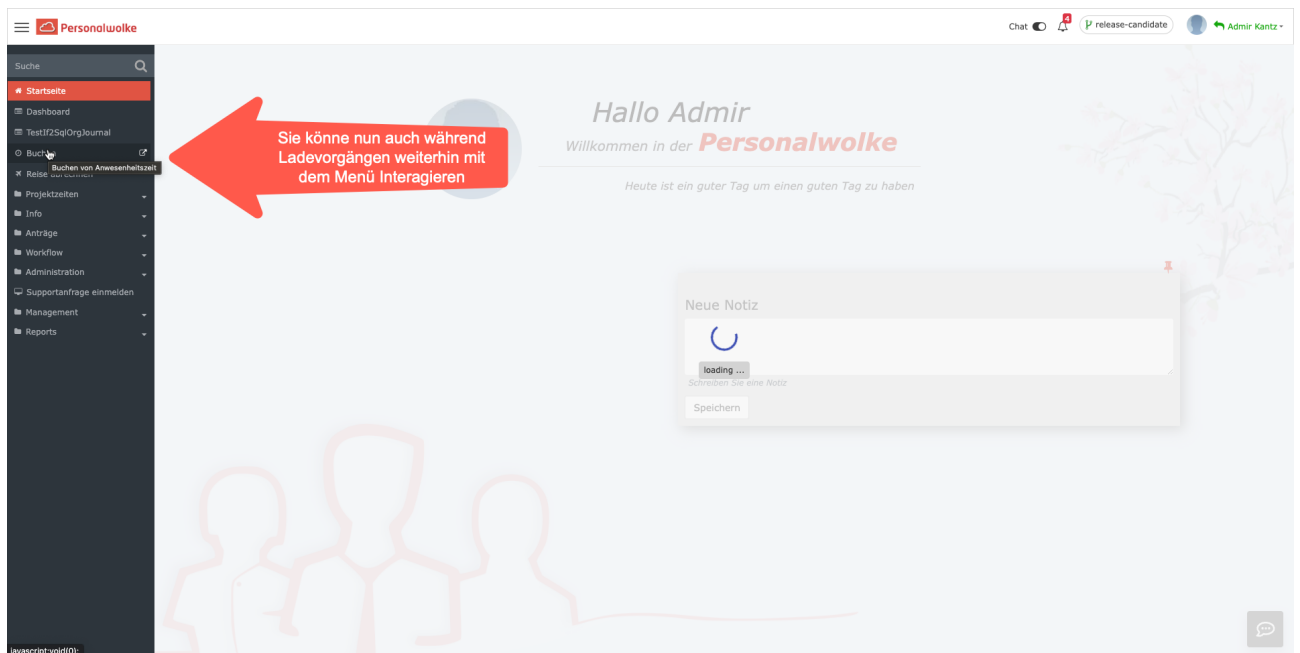 Personalwolke
Chat
4
release-candidate
Admir Kantz
Suche
Startseite
Dashboard
TestIf2SqlOrgJournal
Buchen von Anwesenheitszeit
Projektzeiten
Info
Anträge
Workflow
Administration
Supportanfrage einmelden
Management
Reports
Sie könne nun auch während
Ladevorgängen weiterhin mit
dem Menü Interagieren
Hallo Admir
Willkommen in der Personalwolke
Heute ist ein guter Tag um einen guten Tag zu haben
Neue Notiz
loading ...
Schreiben Sie eine Notiz
Speichern
javascript:void(0);